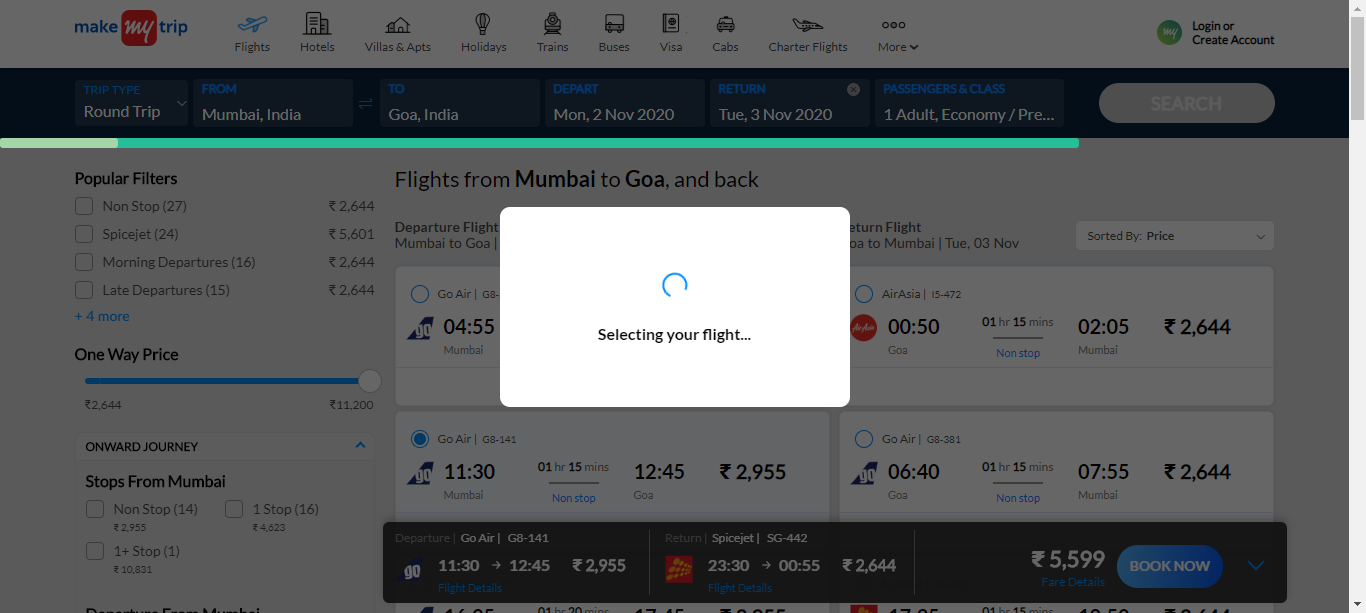 make my trip
Flights
Hotels
Villas & Apts
Holidays
Trains
Buses
Visa
Cabs
Charter Flights
More
my
Login or
Create Account
TRIP TYPE
Round Trip
FROM
Mumbai, India
TO
Goa, India
DEPART
Mon, 2 Nov 2020
RETURN
Tue, 3 Nov 2020
PASSENGERS & CLASS
1 Adult, Economy / Pre...
SEARCH
Popular Filters
Non Stop (27) ₹ 2,644
Spicejet (24) ₹ 5,601
Morning Departures (16) ₹ 2,644
Late Departures (15) ₹ 2,644
+ 4 more
One Way Price
₹2,644 ₹11,200
ONWARD JOURNEY
Stops From Mumbai
Non Stop (14) 1 Stop (16)
₹ 2,955 ₹ 4,623
1+ Stop (1)
₹ 10,831
Departure From Mumbai
Flights from Mumbai to Goa, and back
Departure Flight
Mumbai to Goa |
eturn Flight
oa to Mumbai | Tue, 03 Nov
Sorted By: Price
Go Air | G8-
04:55
Mumbai
AirAsia | I5-472
AirAsia 00:50 01 hr 15 mins 02:05 ₹ 2,644
Goa Non stop Mumbai
Selecting your flight...
Go Air | G8-141
go 11:30 01 hr 15 mins 12:45 ₹ 2,955
Mumbai Non stop Goa
Go Air | G8-381
go 06:40 01 hr 15 mins 07:55 ₹ 2,644
Goa Non stop Mumbai
Departure | Go Air | G8-141
go 11:30 → 12:45 ₹ 2,955
Flight Details
Return | Spicejet | SG-442
23:30 → 00:55 ₹ 2,644
Flight Details
₹ 5,599
Fare Details
BOOK NOW